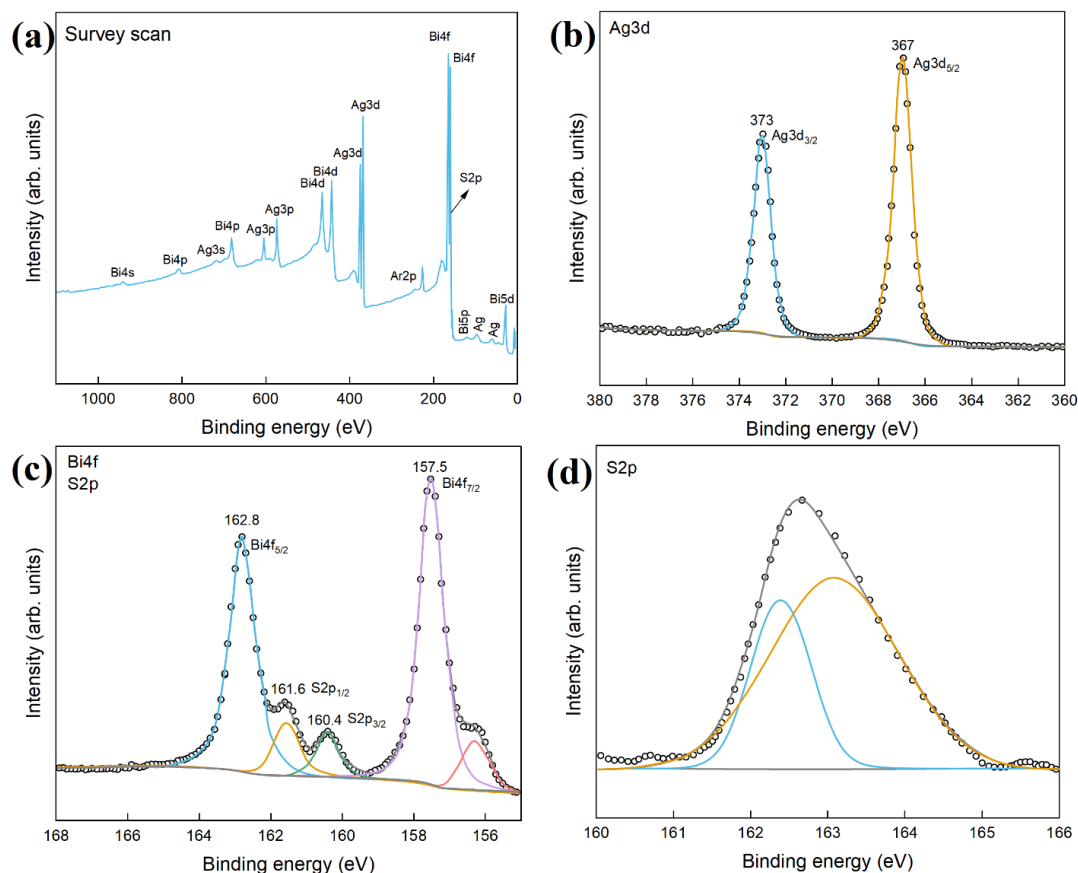 (a)
Survey scan
Bi4f
Bi4f
Ag3d
Ag3d
Bi4d
Bi4d
S2p
Ag3p
Bi4p
Ag3p
Ag3s
Bi4p
Bi4s
Ar2p
Bi5d
Bi5p
Ag
Ag
Intensity (arb. units)
1000 800 600 400 200 0
Binding energy (eV)
(b)
Ag3d
367
Ag3d5/2
373
Ag3d3/2
Intensity (arb. units)
380 378 376 374 372 370 368 366 364 362 360
Binding energy (eV)
(c)
Bi4f
S2p
157.5
Bi4f7/2
162.8
Bi4f5/2
161.6 S2p1/2
160.4 S2p3/2
Intensity (arb. units)
168 166 164 162 160 158 156
Binding energy (eV)
(d)
S2p
Intensity (arb. units)
160 161 162 163 164 165 166
Binding energy (eV)